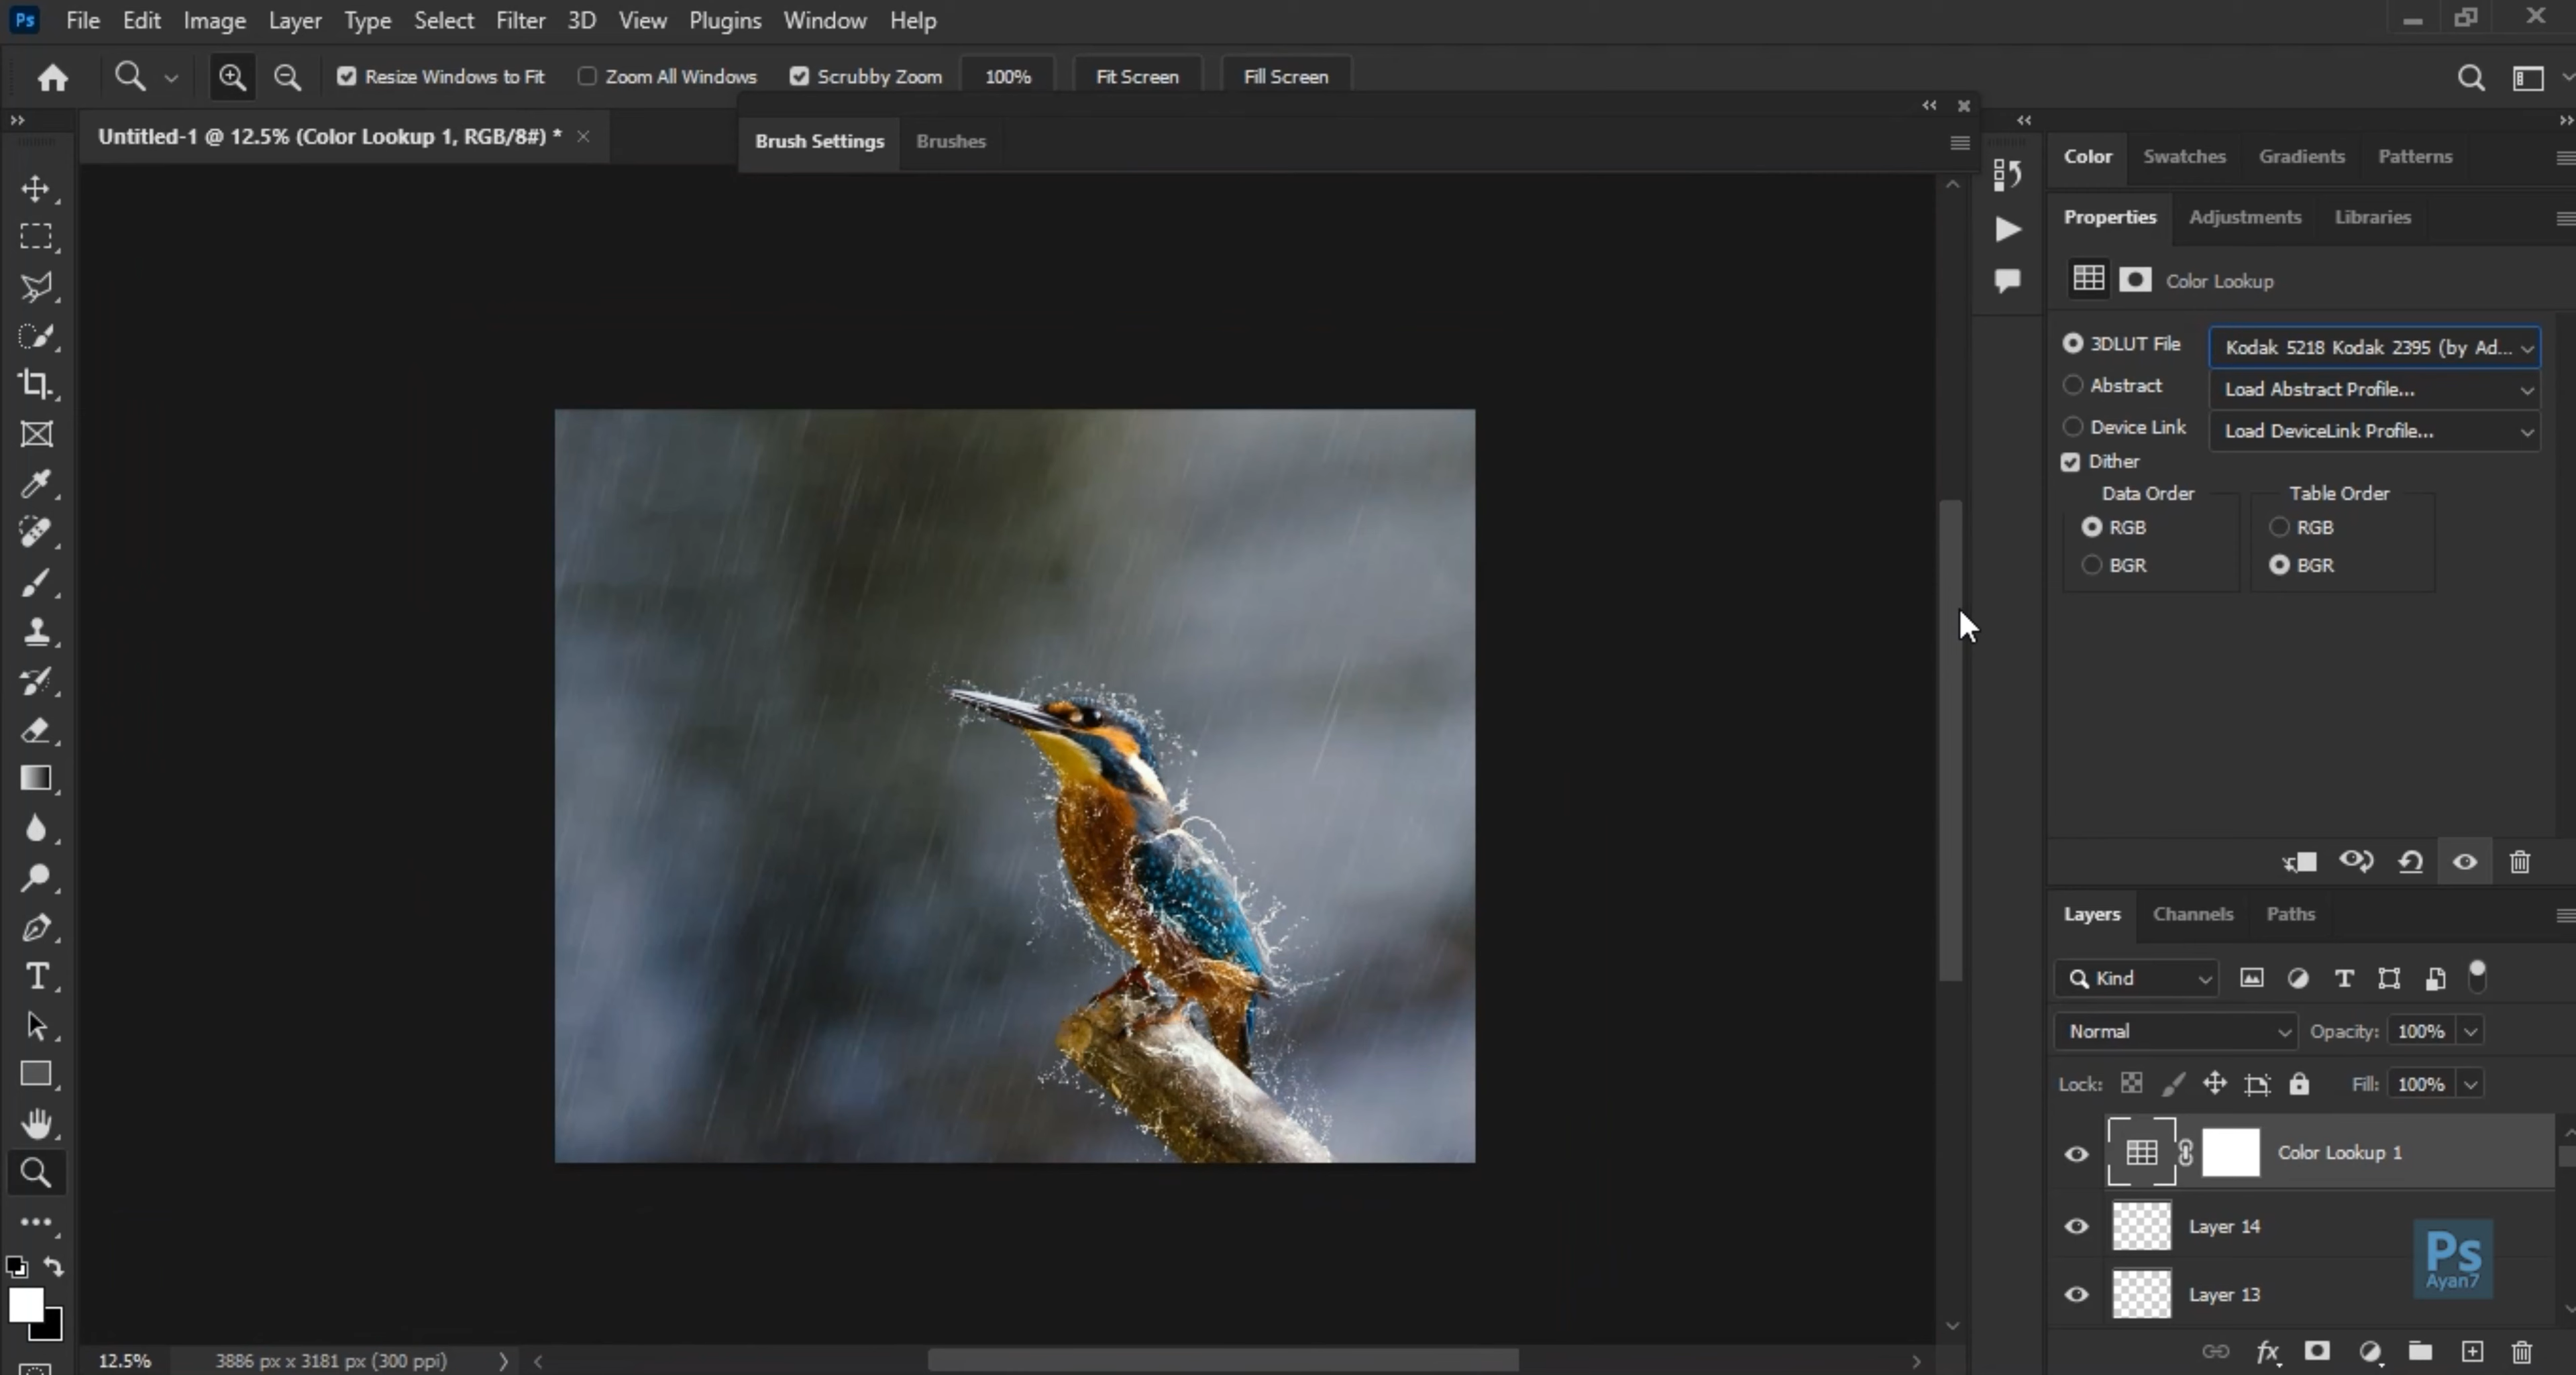 Ps File Edit Image Layer Type Select Filter 3D View Plugins Window Help
Resize Windows to Fit Zoom All Windows Scrubby Zoom 100% Fit Screen Fill Screen
Untitled-1 @ 12.5% (Color Lookup 1, RGB/8#) *
Brush Settings Brushes
Color Swatches Gradients Patterns
Properties Adjustments Libraries
Color Lookup
3DLUT File Kodak 5218 Kodak 2395 (by Ad...
Abstract Load Abstract Profile...
Device Link Load DeviceLink Profile...
Dither
Data Order Table Order
RGB RGB
BGR BGR
Layers Channels Paths
Kind
Normal Opacity: 100%
Lock: Fill: 100%
Color Lookup 1
Layer 14
Layer 13
Ps
Ayan7
12.5% 3886 px x 3181 px (300 ppi)